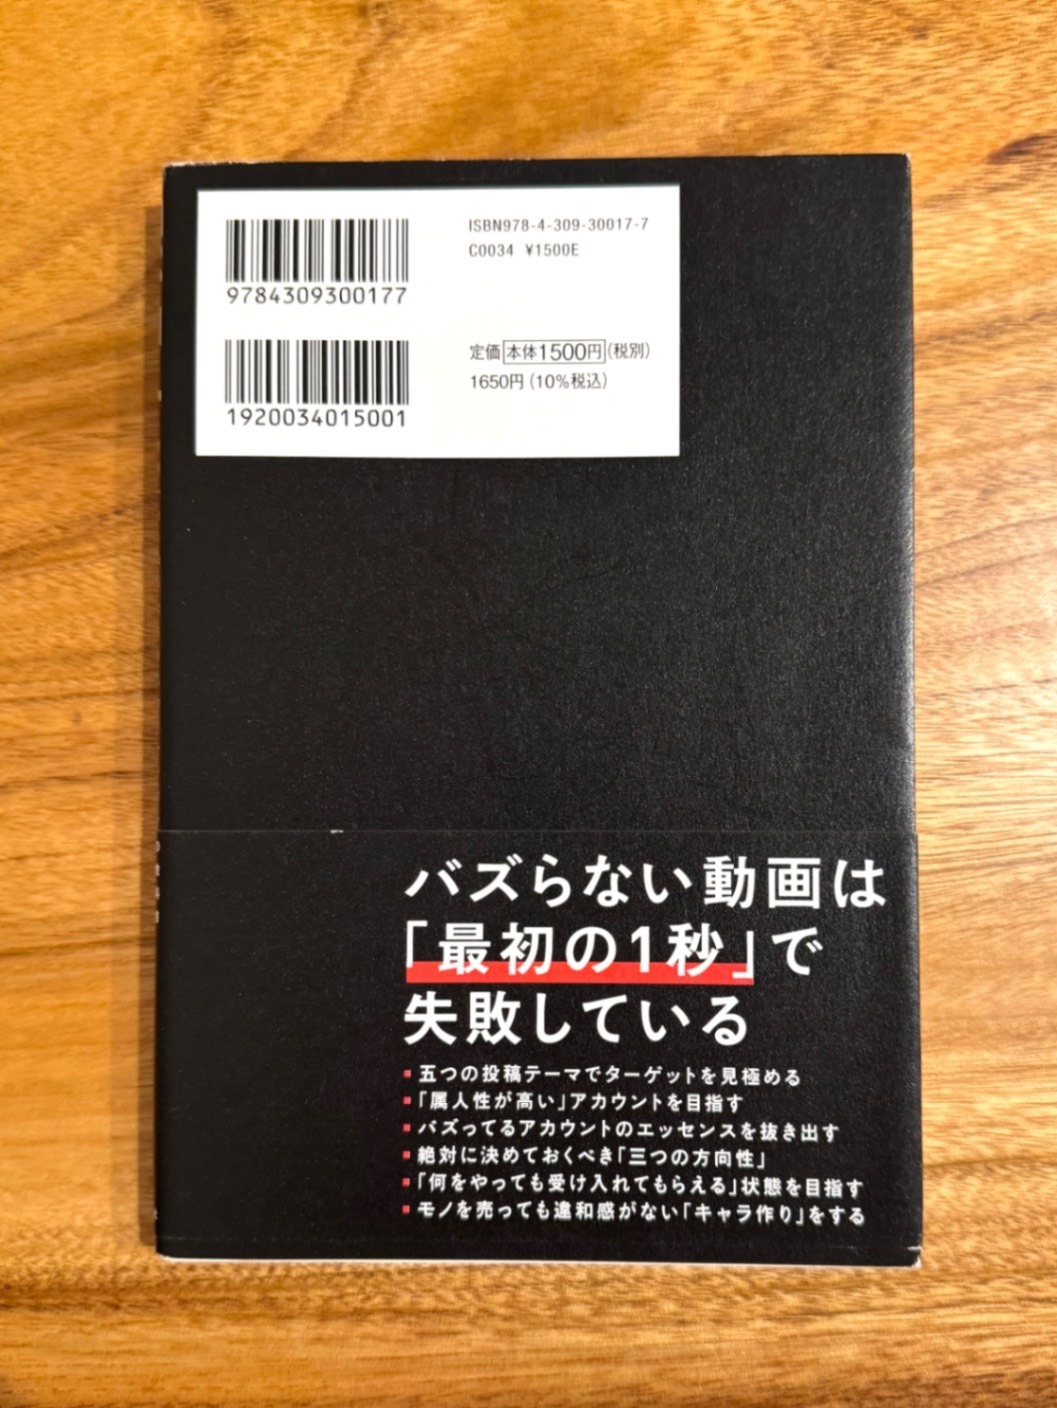 ISBN978-4-309-30017-7
C0034 ¥1500E
9784309300177
定価 本体1500円(税別)
1650円(10%税込)
1920034015001
バズらない動画は
「最初の1秒」で
失敗している
▪五つの投稿テーマでターゲットを見極める
▪「属人性が高い」アカウントを目指す
▪バズってるアカウントのエッセンスを抜き出す
▪絶対に決めておくべき「三つの方向性」
▪「何をやっても受け入れてもらえる」状態を目指す
▪モノを売っても違和感がない「キャラ作り」をする